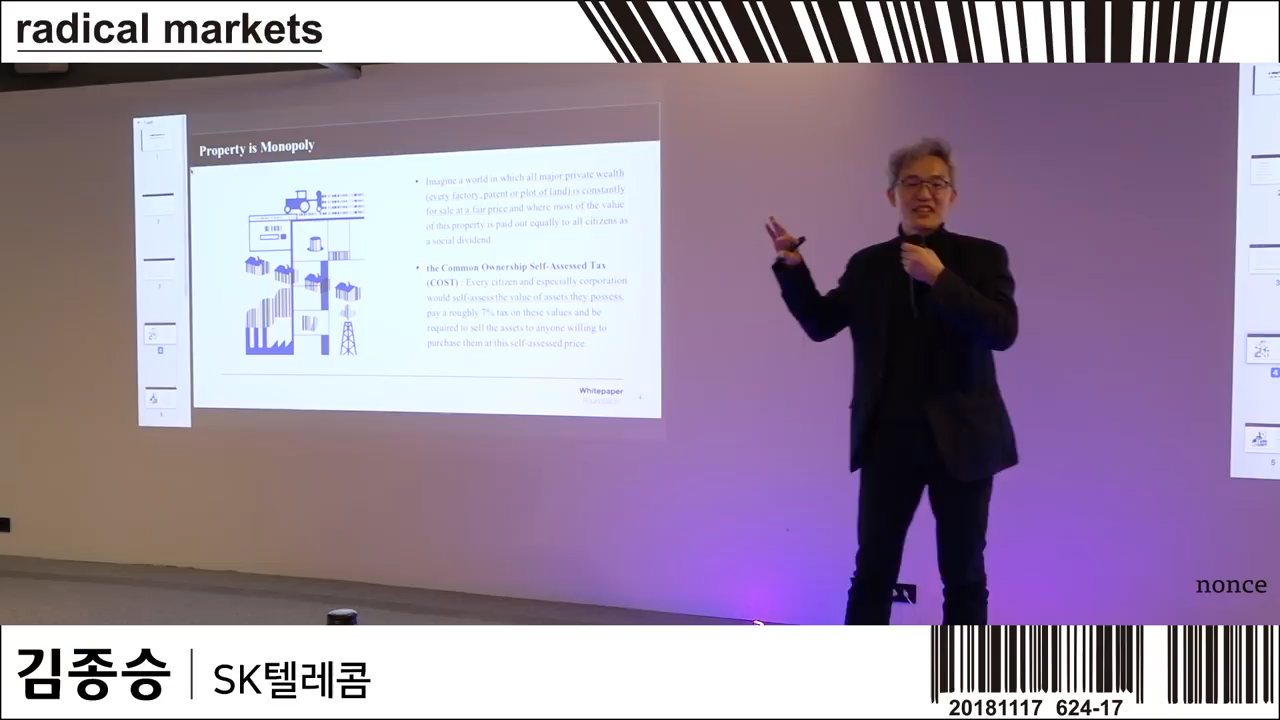 radical markets
Property is Monopoly
• Imagine a world in which all major private wealth
(every factory, patent or plot of land) is constantly
for sale at a fair price and where most of the value
of this property is paid out equally to all citizens as
a social dividend
• the Common Ownership Self-Assessed Tax
(COST) : Every citizen and especially corporation
would self-assess the value of assets they possess,
pay a roughly 7% tax on these values and be
required to sell the assets to anyone willing to
purchase them at this self-assessed price.
Whitepaper
4
4
5
nonce
김종승 | SK텔레콤
20181117 624-17